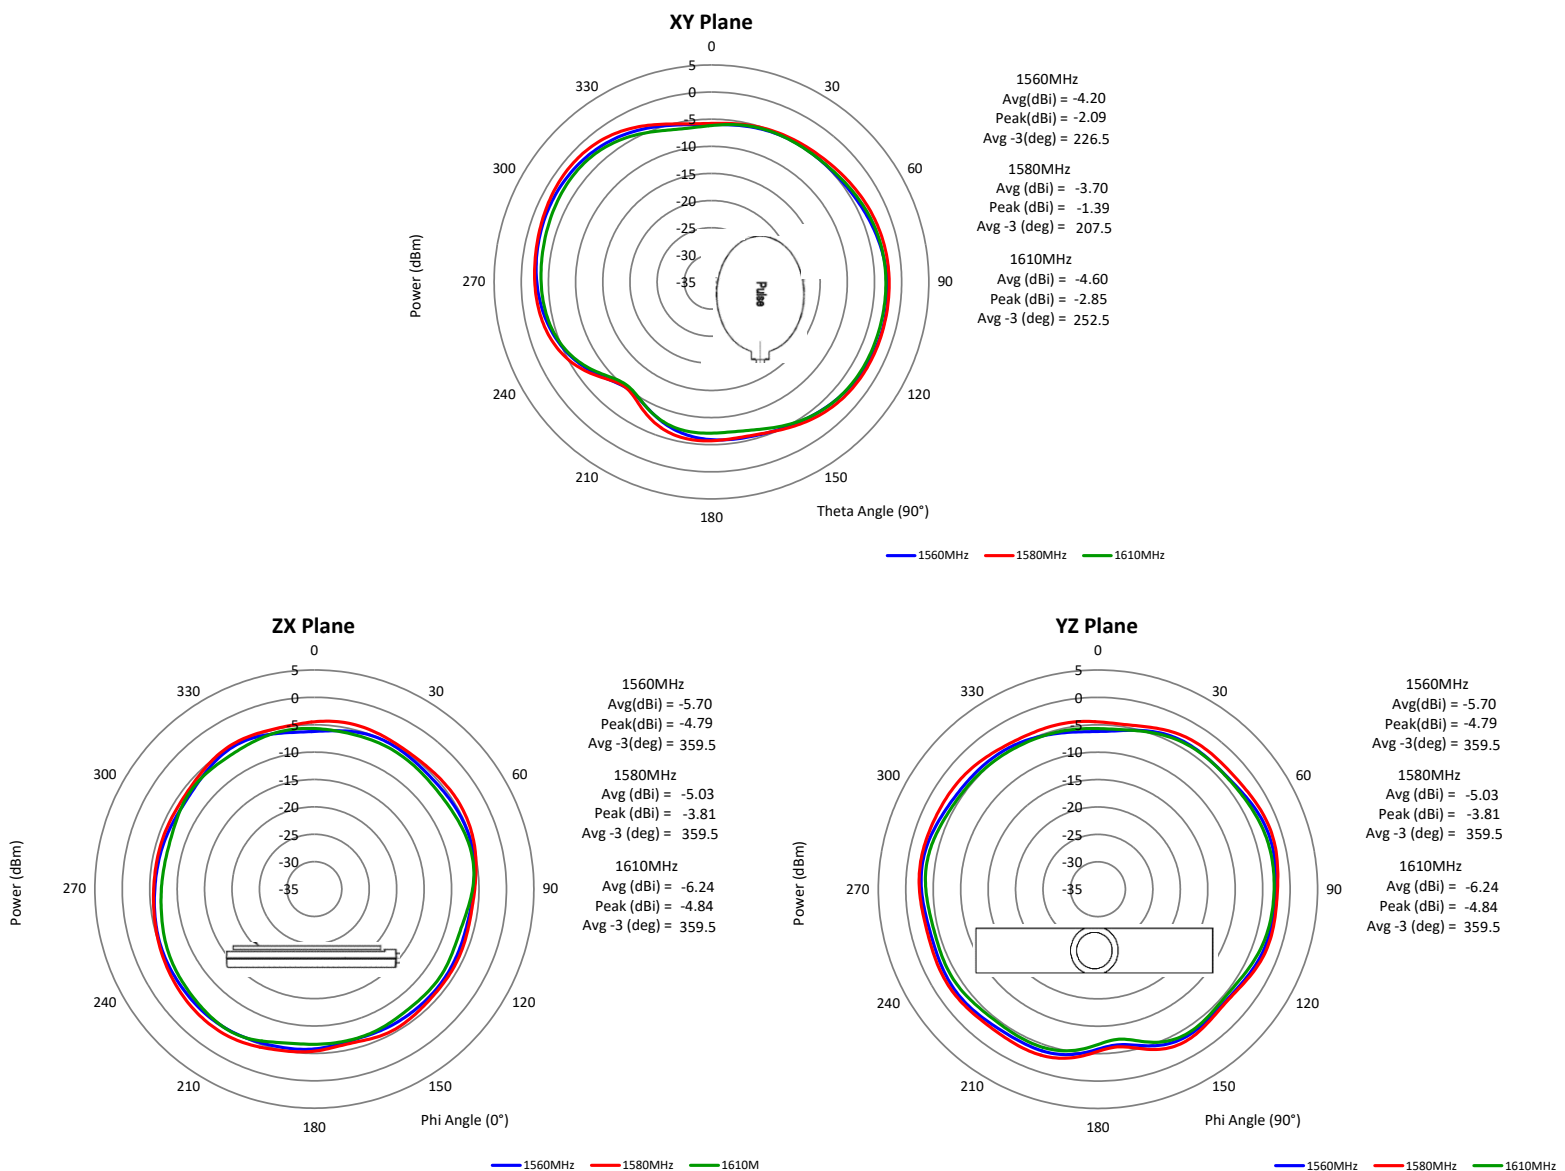 XY Plane
0
30
60
90
120
150
180
210
240
270
300
330
5
0
-5
-10
-15
-20
-25
-30
-35
Power (dBm)
Pulse
Theta Angle (90°)
1560MHz
Avg(dBi) = -4.20
Peak(dBi) = -2.09
Avg -3(deg) = 226.5
1580MHz
Avg (dBi) = -3.70
Peak (dBi) = -1.39
Avg -3 (deg) = 207.5
1610MHz
Avg (dBi) = -4.60
Peak (dBi) = -2.85
Avg -3 (deg) = 252.5
1560MHz 1580MHz 1610MHz
ZX Plane
0
30
60
90
120
150
180
210
240
270
300
330
5
0
-5
-10
-15
-20
-25
-30
-35
Power (dBm)
Phi Angle (0°)
1560MHz
Avg(dBi) = -5.70
Peak(dBi) = -4.79
Avg -3(deg) = 359.5
1580MHz
Avg (dBi) = -5.03
Peak (dBi) = -3.81
Avg -3 (deg) = 359.5
1610MHz
Avg (dBi) = -6.24
Peak (dBi) = -4.84
Avg -3 (deg) = 359.5
1560MHz 1580MHz 1610M
YZ Plane
0
30
60
90
120
150
180
210
240
270
300
330
5
0
-5
-10
-15
-20
-25
-30
-35
Power (dBm)
Phi Angle (90°)
1560MHz
Avg(dBi) = -5.70
Peak(dBi) = -4.79
Avg -3(deg) = 359.5
1580MHz
Avg (dBi) = -5.03
Peak (dBi) = -3.81
Avg -3 (deg) = 359.5
1610MHz
Avg (dBi) = -6.24
Peak (dBi) = -4.84
Avg -3 (deg) = 359.5
1560MHz 1580MHz 1610MHz